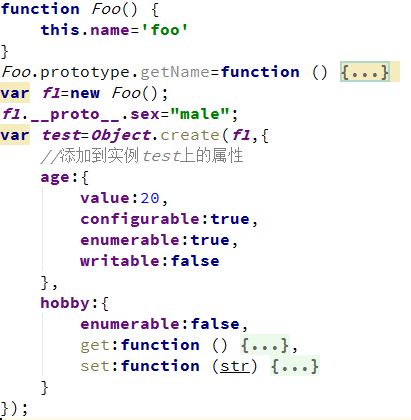 function Foo() {
    this.name='foo'
}
Foo.prototype.getName=function () {...}
var f1=new Foo();
f1.__proto__.sex="male";
var test=Object.create(f1,{
    //添加到实例test上的属性
    age:{
        value:20,
        configurable:true,
        enumerable:true,
        writable:false
    },
    hobby:{
        enumerable:false,
        get:function () {...},
        set:function (str) {...}
    }
});